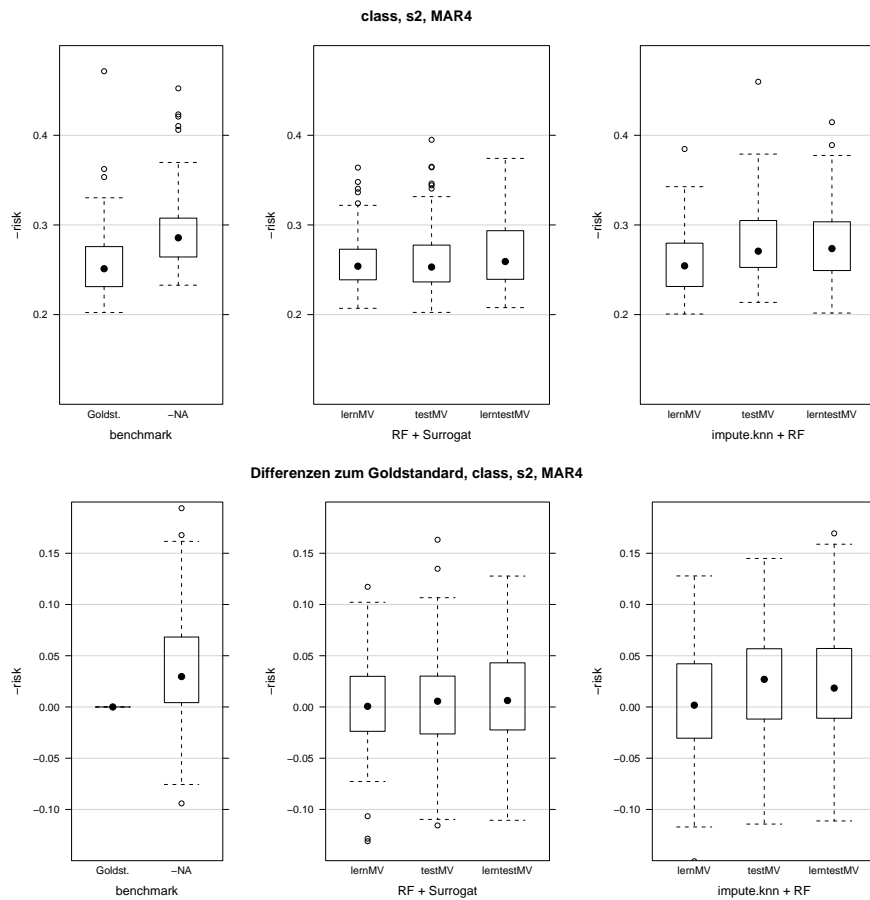 class, s2, MAR4
−risk
0.4
0.3
0.2
Goldst.
−NA
benchmark
−risk
0.4
0.3
0.2
lernMV
testMV
lerntestMV
RF + Surrogat
−risk
0.4
0.3
0.2
lernMV
testMV
lerntestMV
impute.knn + RF
Differenzen zum Goldstandard, class, s2, MAR4
−risk
0.15
0.10
0.05
0.00
−0.05
−0.10
Goldst.
−NA
benchmark
−risk
0.15
0.10
0.05
0.00
−0.05
−0.10
lernMV
testMV
lerntestMV
RF + Surrogat
−risk
0.15
0.10
0.05
0.00
−0.05
−0.10
lernMV
testMV
lerntestMV
impute.knn + RF